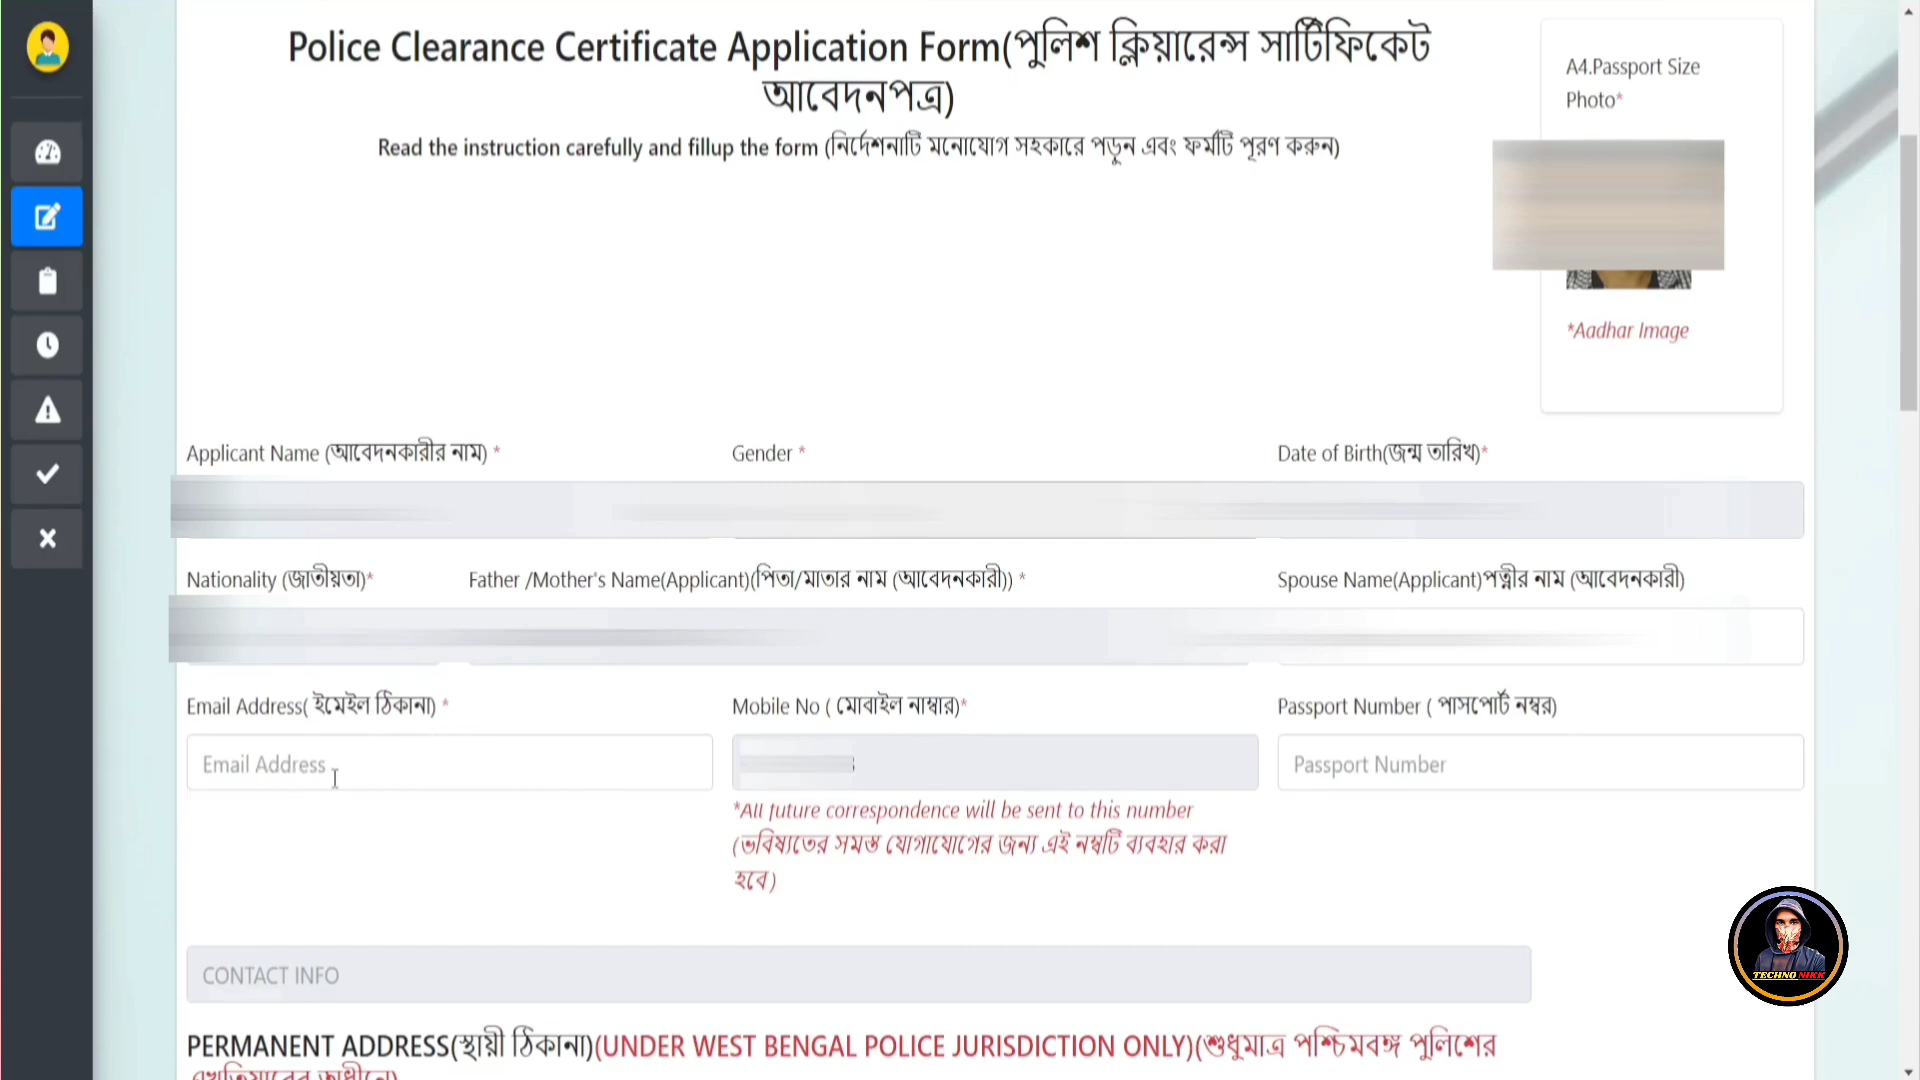 Police Clearance Certificate Application Form(পুলিশ ক্লিয়ারেন্স সার্টিফিকেট
আবেদনপত্র)
Read the instruction carefully and fillup the form (নির্দেশনাটি মনোযোগ সহকারে পড়ুন এবং ফর্মটি পূরণ করুন)
A4.Passport Size
Photo*
*Aadhar Image
Applicant Name (আবেদনকারীর নাম) *
Gender *
Date of Birth(জন্ম তারিখ)*
Nationality (জাতীয়তা)*
Father /Mother's Name(Applicant)(পিতা/মাতার নাম (আবেদনকারী)) *
Spouse Name(Applicant)পত্নীর নাম (আবেদনকারী)
Email Address( ইমেইল ঠিকানা) *
Mobile No ( মোবাইল নাম্বার)*
Passport Number ( পাসপোর্ট নম্বর)
Email Address
Passport Number
*All future correspondence will be sent to this number
(ভবিষ্যতের সমস্ত যোগাযোগের জন্য এই নম্বটি ব্যবহার করা
হবে)
CONTACT INFO
PERMANENT ADDRESS(স্থায়ী ঠিকানা)(UNDER WEST BENGAL POLICE JURISDICTION ONLY)(শুধুমাত্র পশ্চিমবঙ্গ পুলিশের
TECHNO NIKK